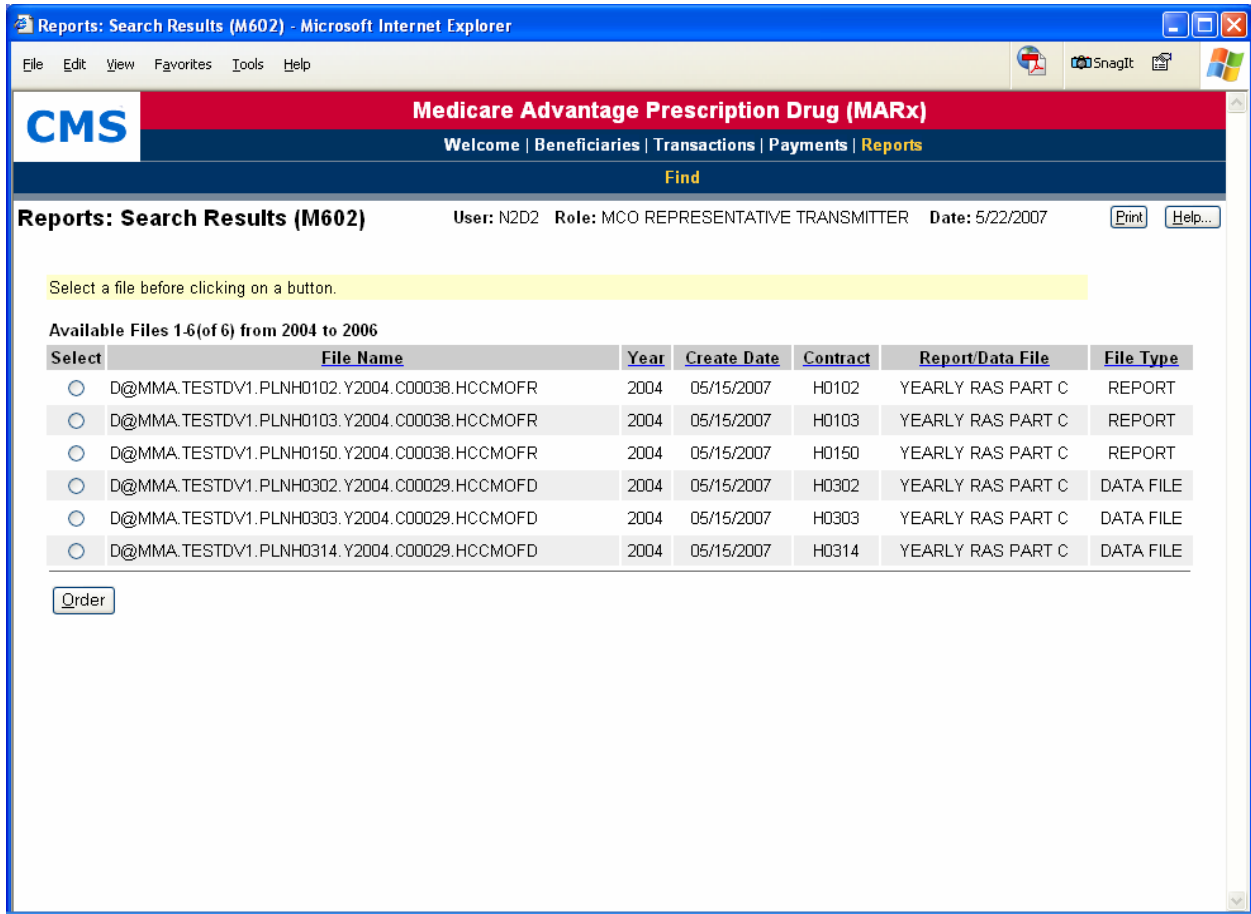 Reports: Search Results (M602) - Microsoft Internet Explorer
File Edit View Favorites Tools Help SnagIt
CMS
Medicare Advantage Prescription Drug (MARx)
Welcome | Beneficiaries | Transactions | Payments | Reports
Find
Reports: Search Results (M602) User: N2D2 Role: MCO REPRESENTATIVE TRANSMITTER Date: 5/22/2007 Print Help...
Select a file before clicking on a button.
Available Files 1-6(of 6) from 2004 to 2006
Select File Name Year Create Date Contract Report/Data File File Type
D@MMA.TESTDV1.PLNH0102.Y2004.C00038.HCCMOFR 2004 05/15/2007 H0102 YEARLY RAS PART C REPORT
D@MMA.TESTDV1.PLNH0103.Y2004.C00038.HCCMOFR 2004 05/15/2007 H0103 YEARLY RAS PART C REPORT
D@MMA.TESTDV1.PLNH0150.Y2004.C00038.HCCMOFR 2004 05/15/2007 H0150 YEARLY RAS PART C REPORT
D@MMA.TESTDV1.PLNH0302.Y2004.C00029.HCCMOFD 2004 05/15/2007 H0302 YEARLY RAS PART C DATA FILE
D@MMA.TESTDV1.PLNH0303.Y2004.C00029.HCCMOFD 2004 05/15/2007 H0303 YEARLY RAS PART C DATA FILE
D@MMA.TESTDV1.PLNH0314.Y2004.C00029.HCCMOFD 2004 05/15/2007 H0314 YEARLY RAS PART C DATA FILE
Order